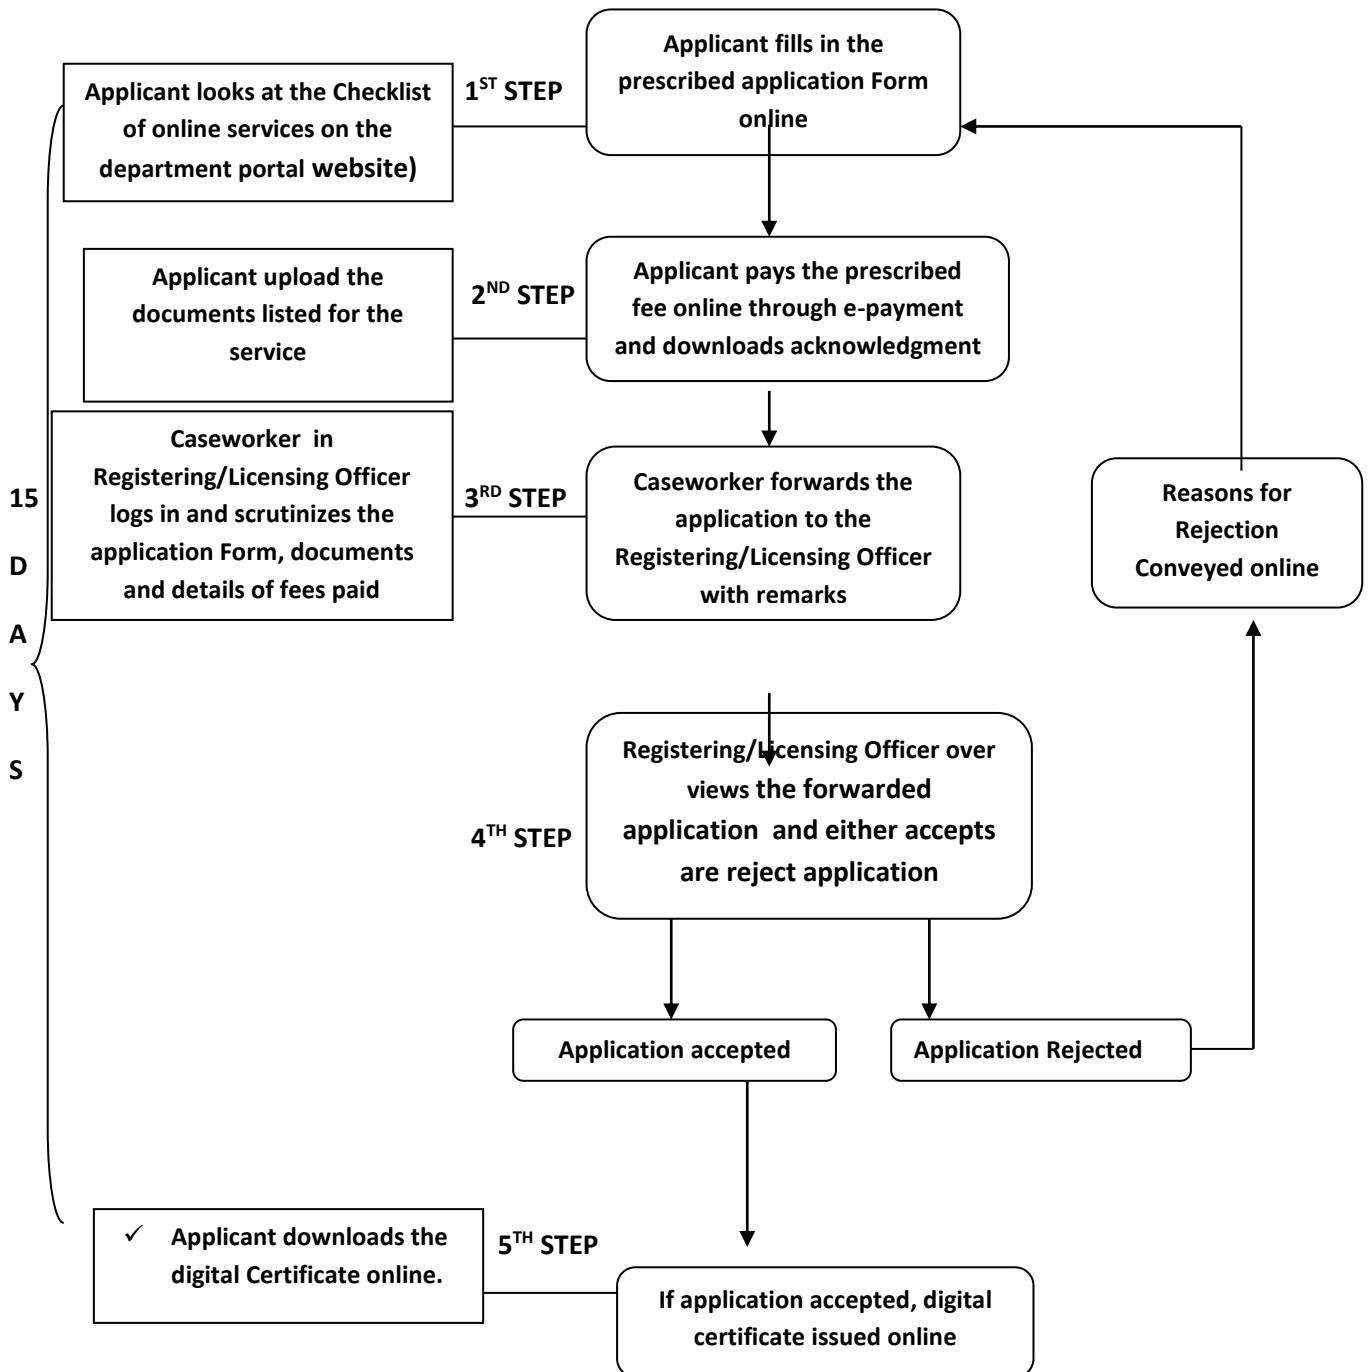 Applicant looks at the Checklist
of online services on the
department portal website)
1ST STEP
Applicant fills in the
prescribed application Form
online
Applicant upload the
documents listed for the
service
2ND STEP
Applicant pays the prescribed
fee online through e-payment
and downloads acknowledgment
Caseworker in
Registering/Licensing Officer
logs in and scrutinizes the
application Form, documents
and details of fees paid
3RD STEP
Caseworker forwards the
application to the
Registering/Licensing Officer
with remarks
Reasons for
Rejection
Conveyed online
15
D
A
Y
S
4TH STEP
Registering/Licensing Officer over
views the forwarded
application and either accepts
are reject application
Application accepted
Application Rejected
✓ Applicant downloads the
digital Certificate online.
5TH STEP
If application accepted, digital
certificate issued online